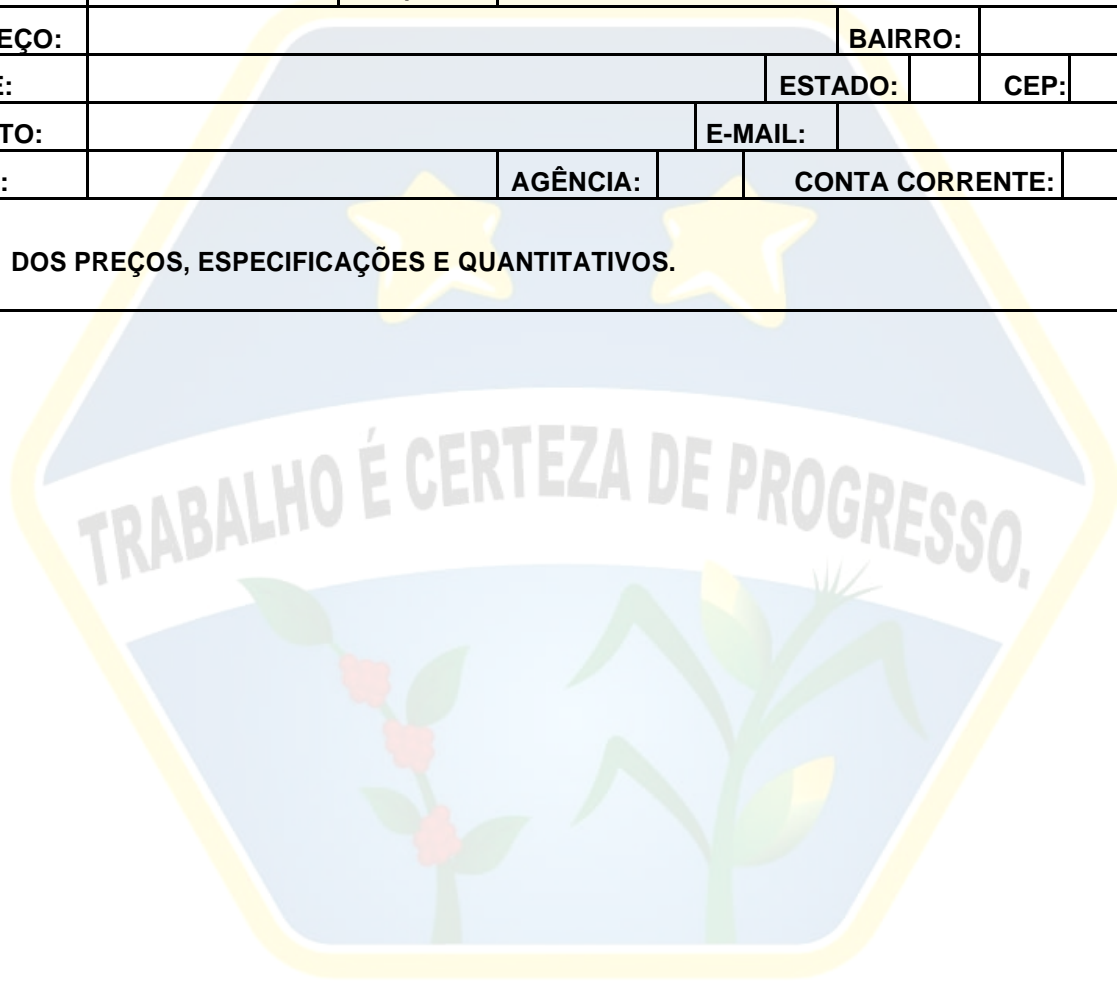 EÇO: BAIRRO:
E: ESTADO: CEP:
TO: E-MAIL:
: AGÊNCIA: CONTA CORRENTE:
DOS PREÇOS, ESPECIFICAÇÕES E QUANTITATIVOS.
TRABALHO É CERTEZA DE PROGRESSO.